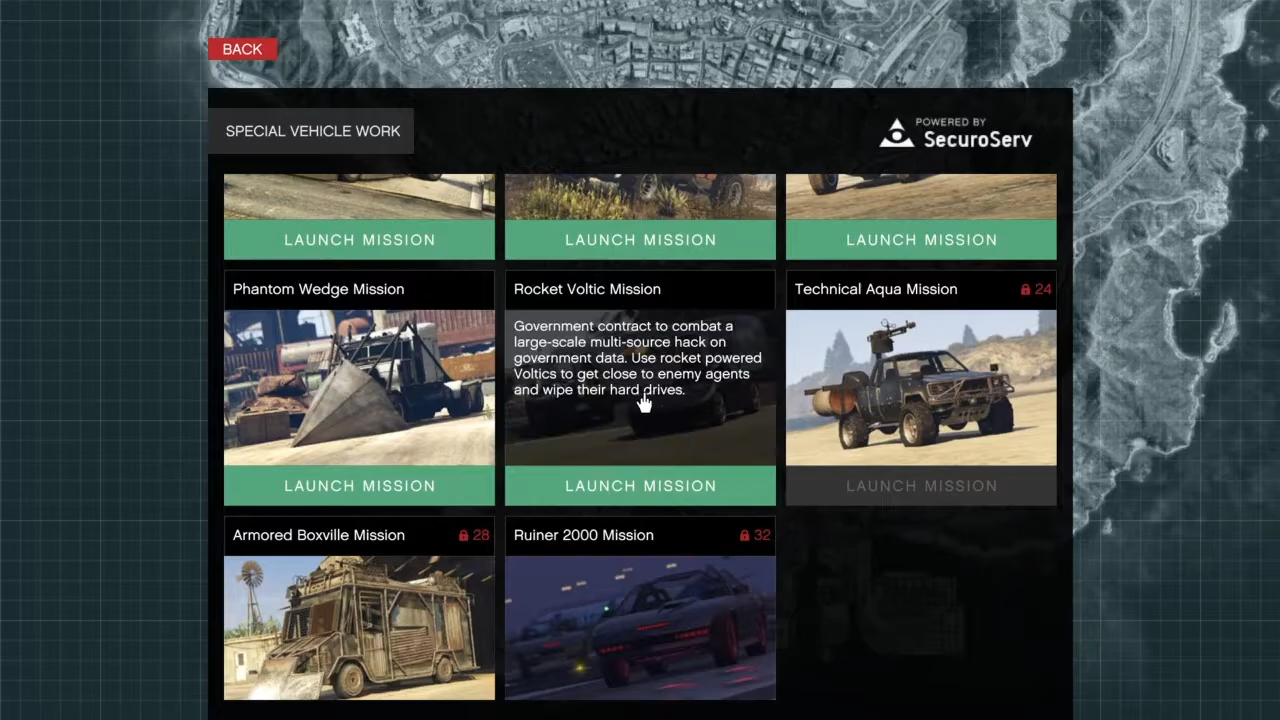 BACK
SPECIAL VEHICLE WORK
POWERED BY
SecuroServ
LAUNCH MISSION
LAUNCH MISSION
LAUNCH MISSION
Phantom Wedge Mission
Rocket Voltic Mission
Technical Aqua Mission
24
Government contract to combat a
large-scale multi-source hack on
government data. Use rocket powered
Voltics to get close to enemy agents
and wipe their hard drives.
LAUNCH MISSION
LAUNCH MISSION
LAUNCH MISSION
Armored Boxville Mission
28
Ruiner 2000 Mission
32